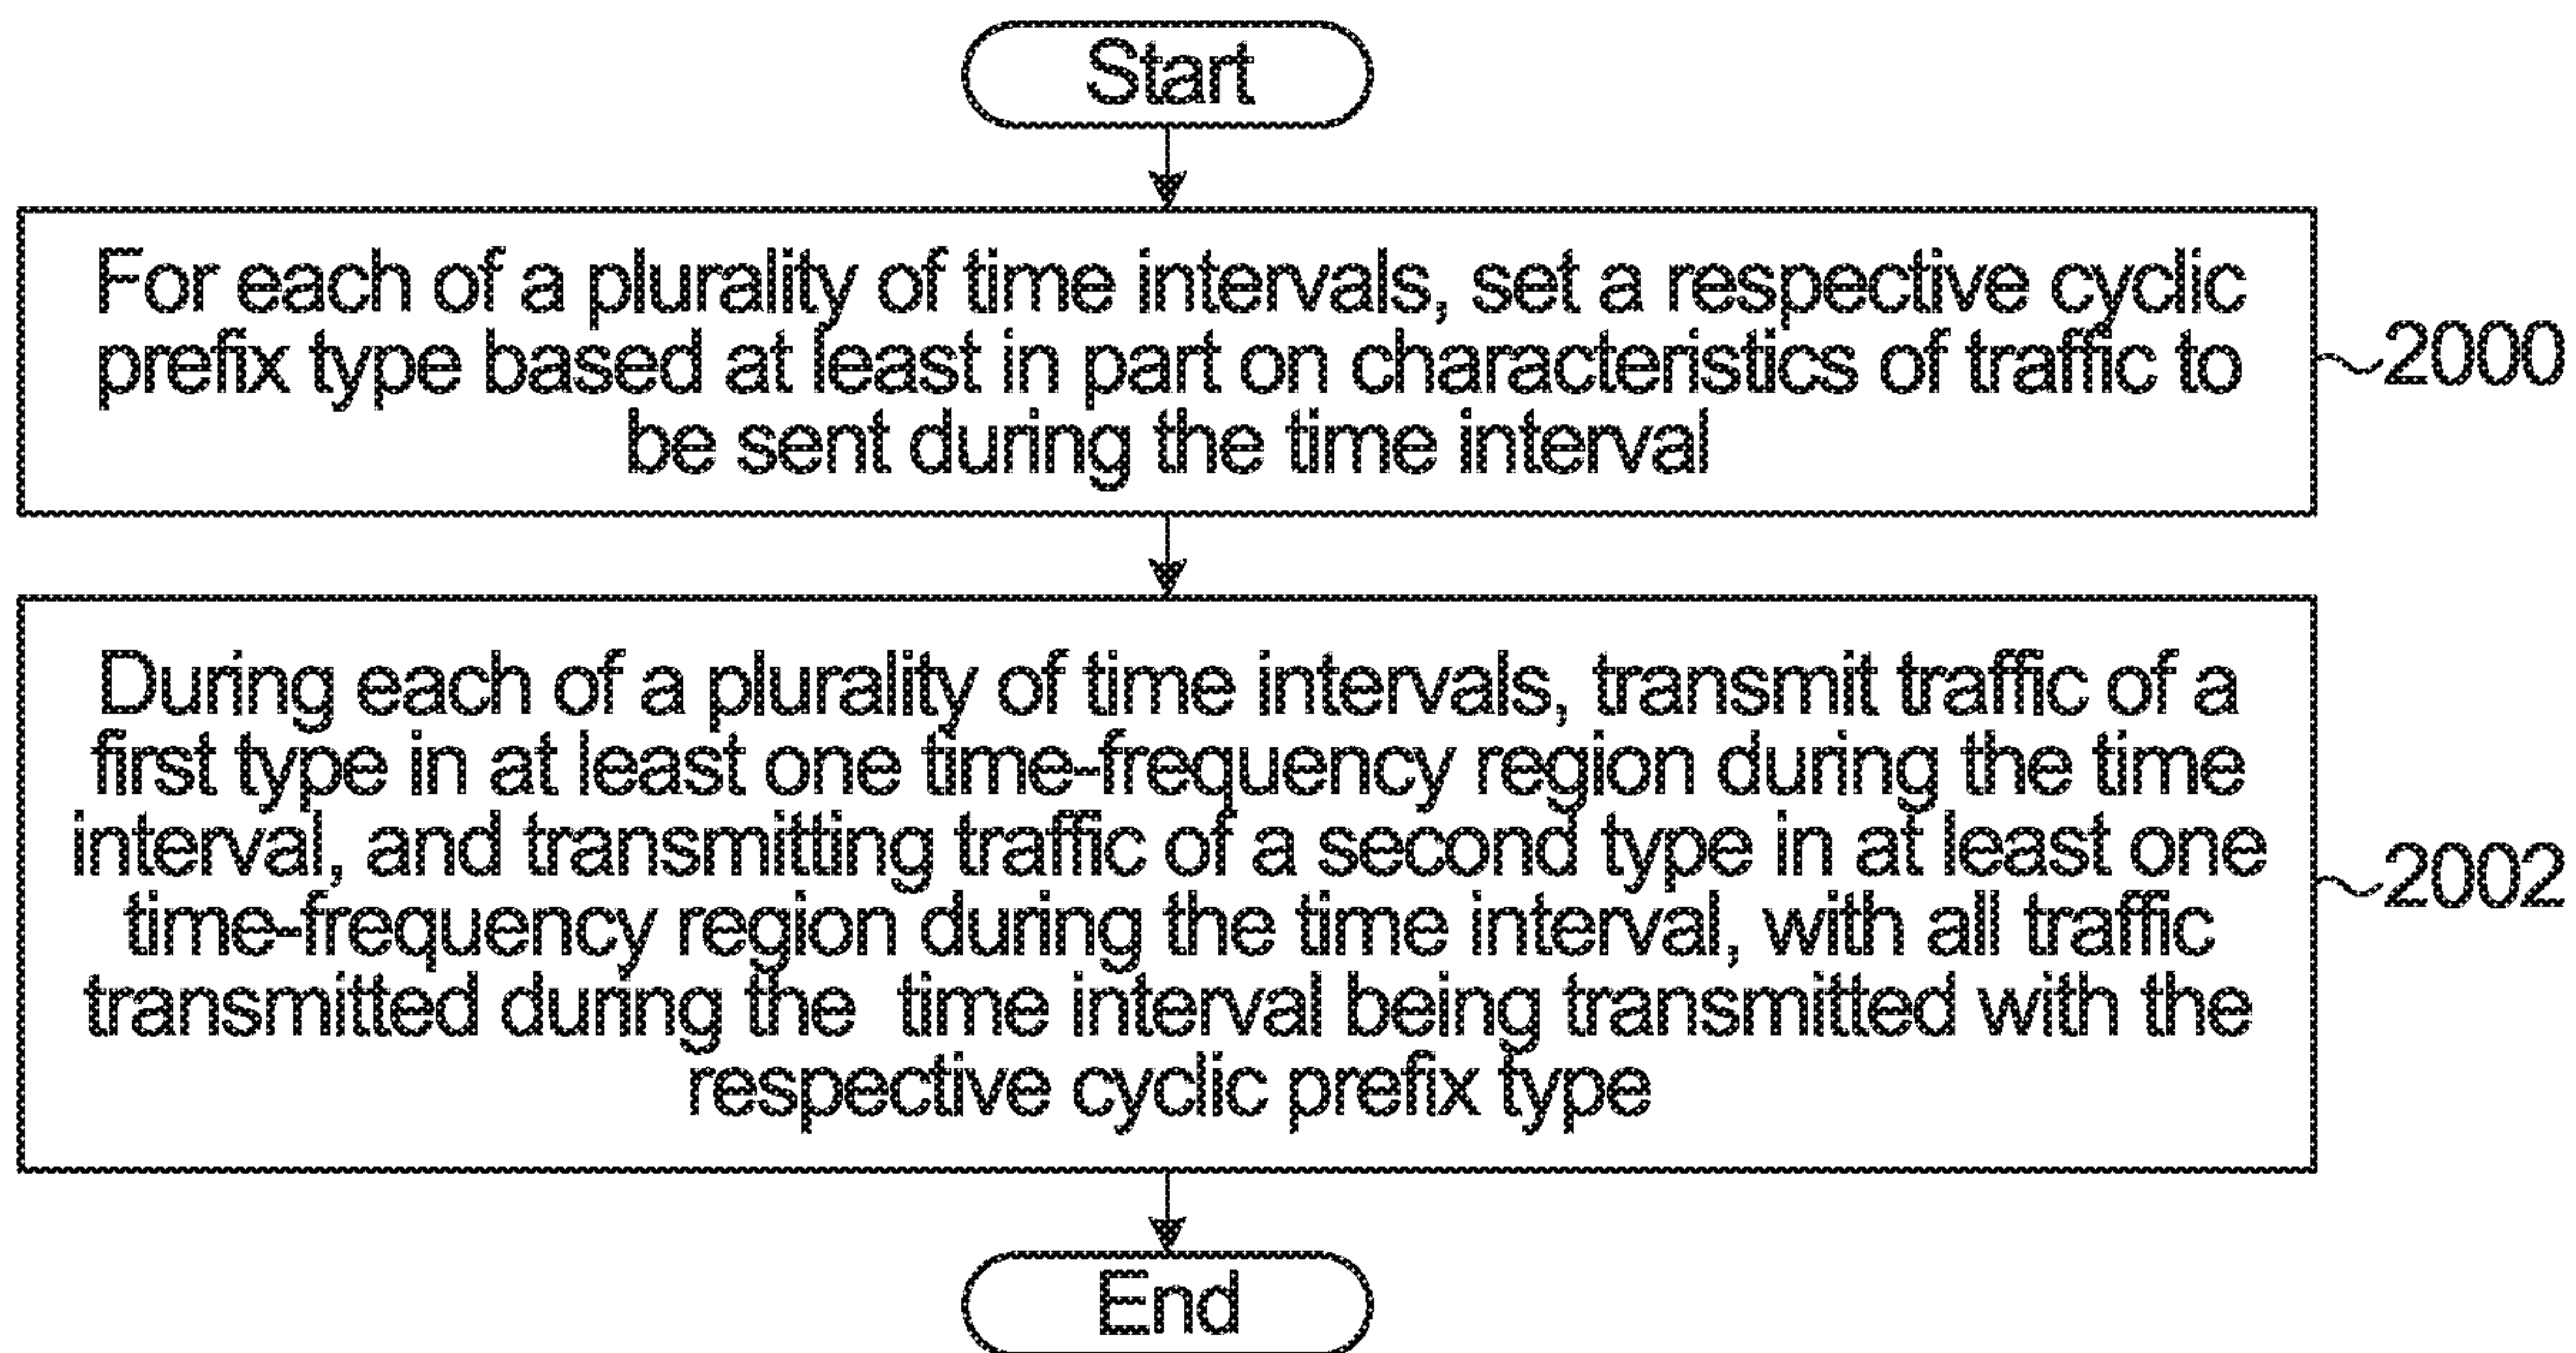 Start
For each of a plurality of time intervals, set a respective cyclic
prefix type based at least in part on characteristics of traffic to
be sent during the time interval
2000
During each of a plurality of time intervals, transmit traffic of a
first type in at least one time-frequency region during the time
interval, and transmitting traffic of a second type in at least one
time-frequency region during the time interval, with all traffic
transmitted during the time interval being transmitted with the
respective cyclic prefix type
2002
End